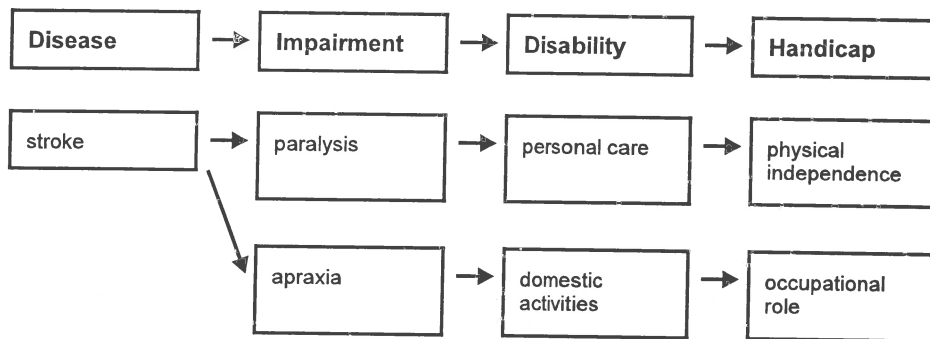 Disease
Impairment
Disability
Handicap
stroke
paralysis
personal care
physical
independence
apraxia
domestic
activities
occupational
role